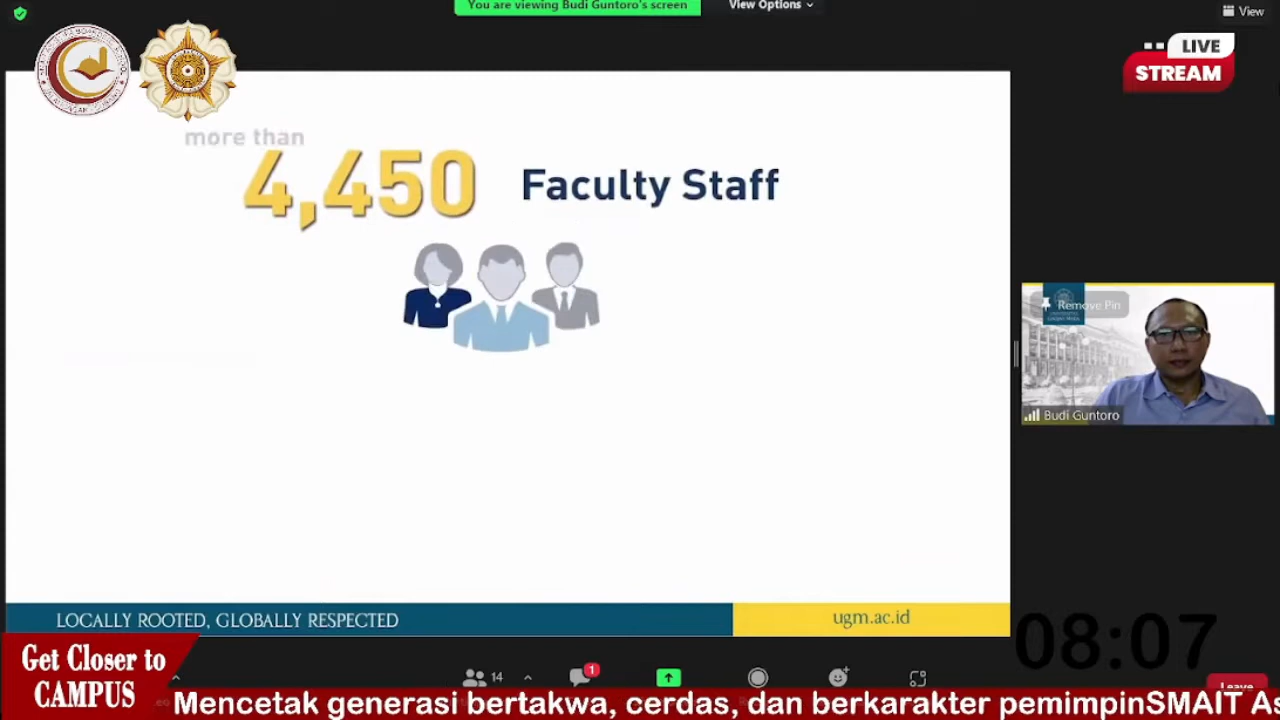 You are viewing Budi Guntoro's screen
View Options
View
LIVE
STREAM
more than
4,450
Faculty Staff
Remove Pin
Budi Guntoro
LOCALLY ROOTED, GLOBALLY RESPECTED
ugm.ac.id
08:07
Get Closer to
CAMPUS
14
1
Leave
Mencetak generasi bertakwa, cerdas, dan berkarakter pemimpinSMAIT As